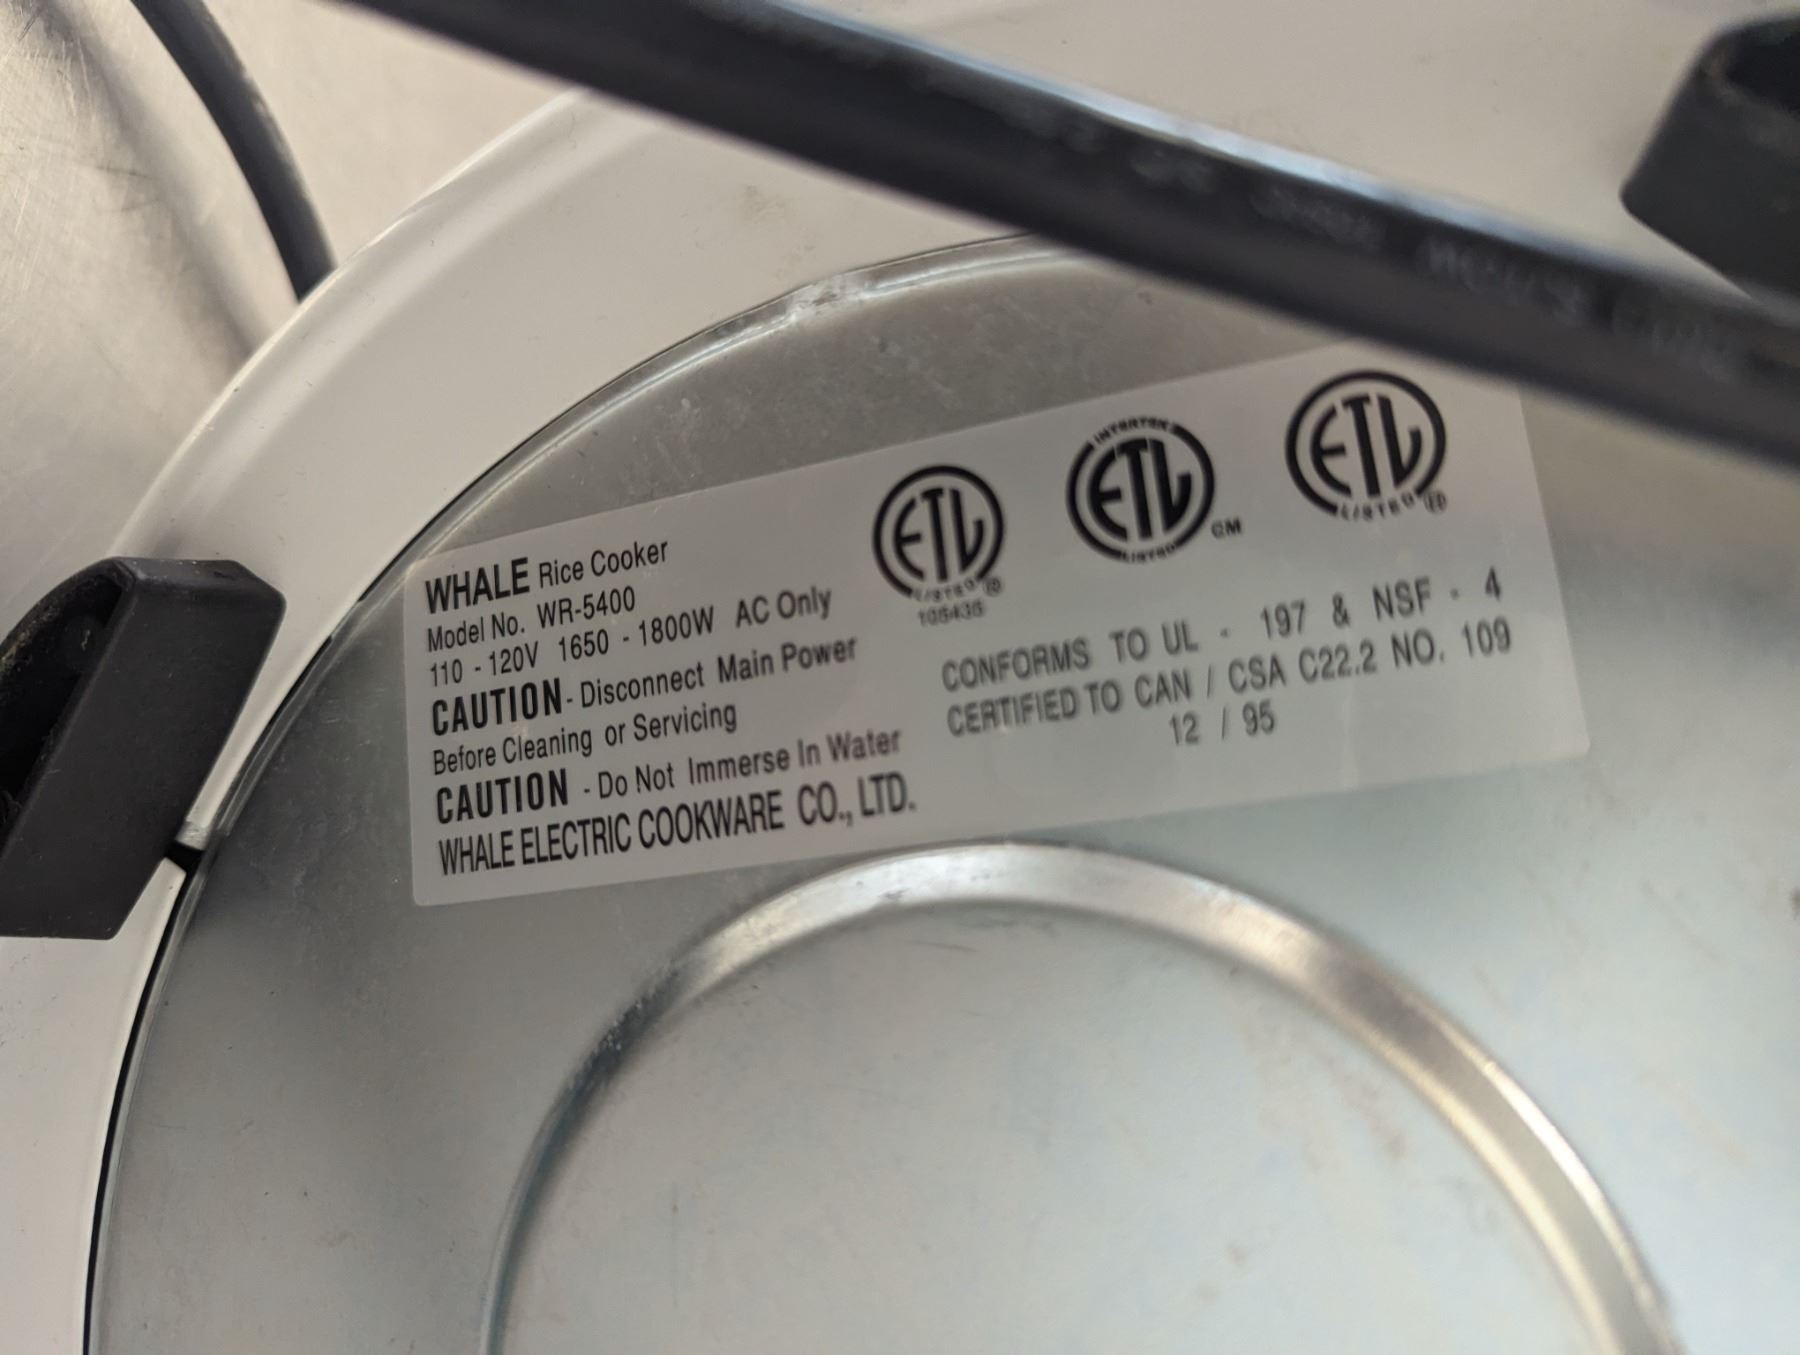 WHALE Rice Cooker
Model No. WR-5400
110 - 120V 1650 - 1800W AC Only
CAUTION - Disconnect Main Power
Before Cleaning or Servicing
CAUTION - Do Not Immerse In Water
WHALE ELECTRIC COOKWARE CO., LTD.
ETL
LISTED
INTERTEK
ETL
LISTED
CM
ETL
LISTED
CONFORMS TO UL - 197 & NSF - 4
CERTIFIED TO CAN / CSA C22.2 NO. 109
12 / 95